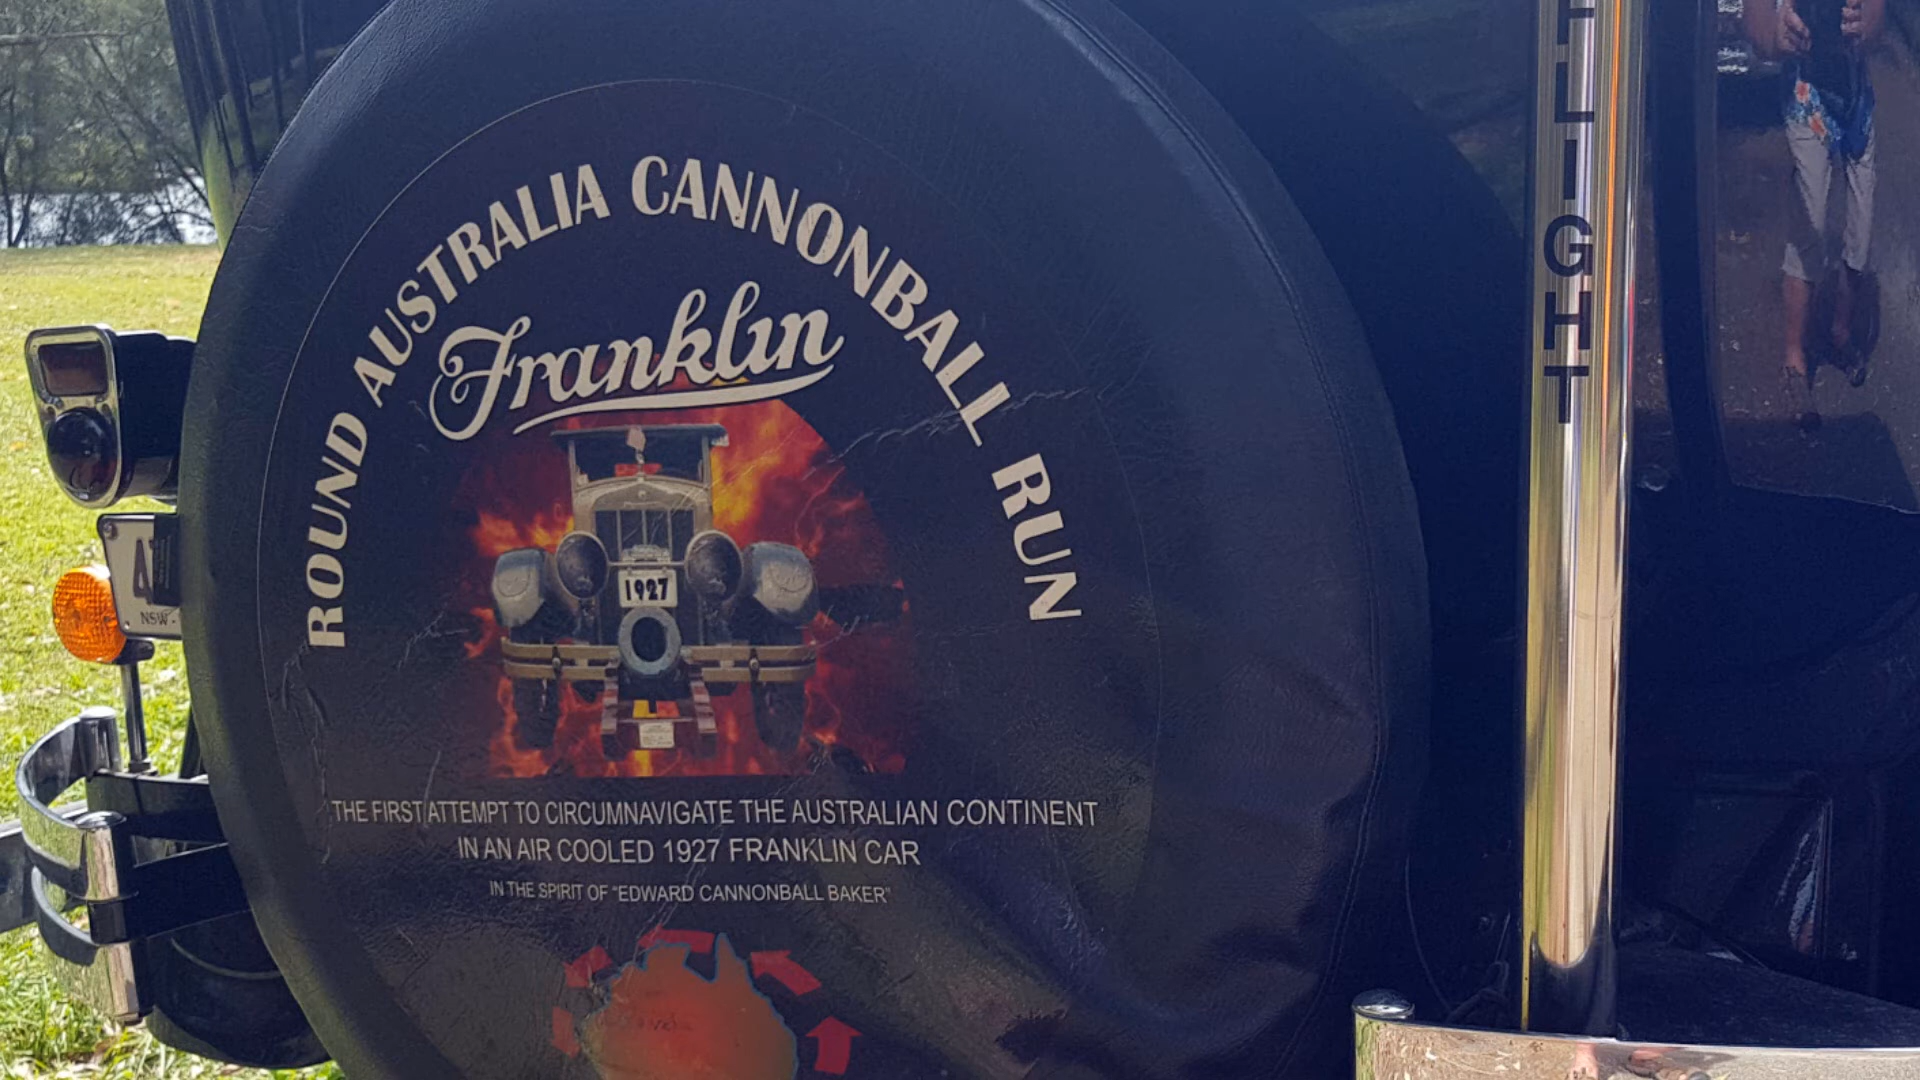 ROUND AUSTRALIA CANNONBALL RUN
Franklin
1927
THE FIRST ATTEMPT TO CIRCUMNAVIGATE THE AUSTRALIAN CONTINENT
IN AN AIR COOLED 1927 FRANKLIN CAR
IN THE SPIRIT OF "EDWARD CANNONBALL BAKER"
NSW
HLIGHT